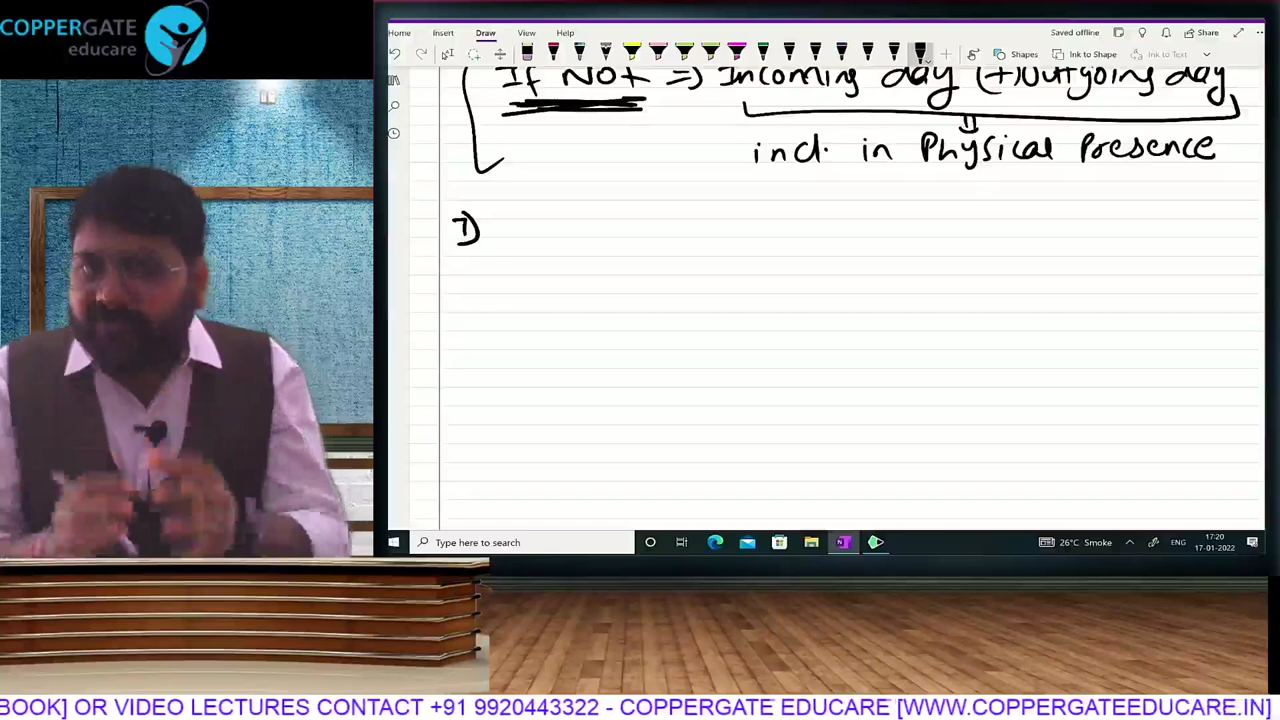 COPPERGATE
educare
Home Insert Draw View Help
Saved offline
Share
Shapes
Ink to Shape
Ink to Text
If Not => Incoming day (+) Outgoing day
incl. in Physical Presence
D
Type here to search
26°C Smoke
ENG
17:20
17-01-2022
BOOK] OR VIDEO LECTURES CONTACT +91 9920443322 - COPPERGATE EDUCARE [WWW.COPPERGATEEDUCARE.IN]